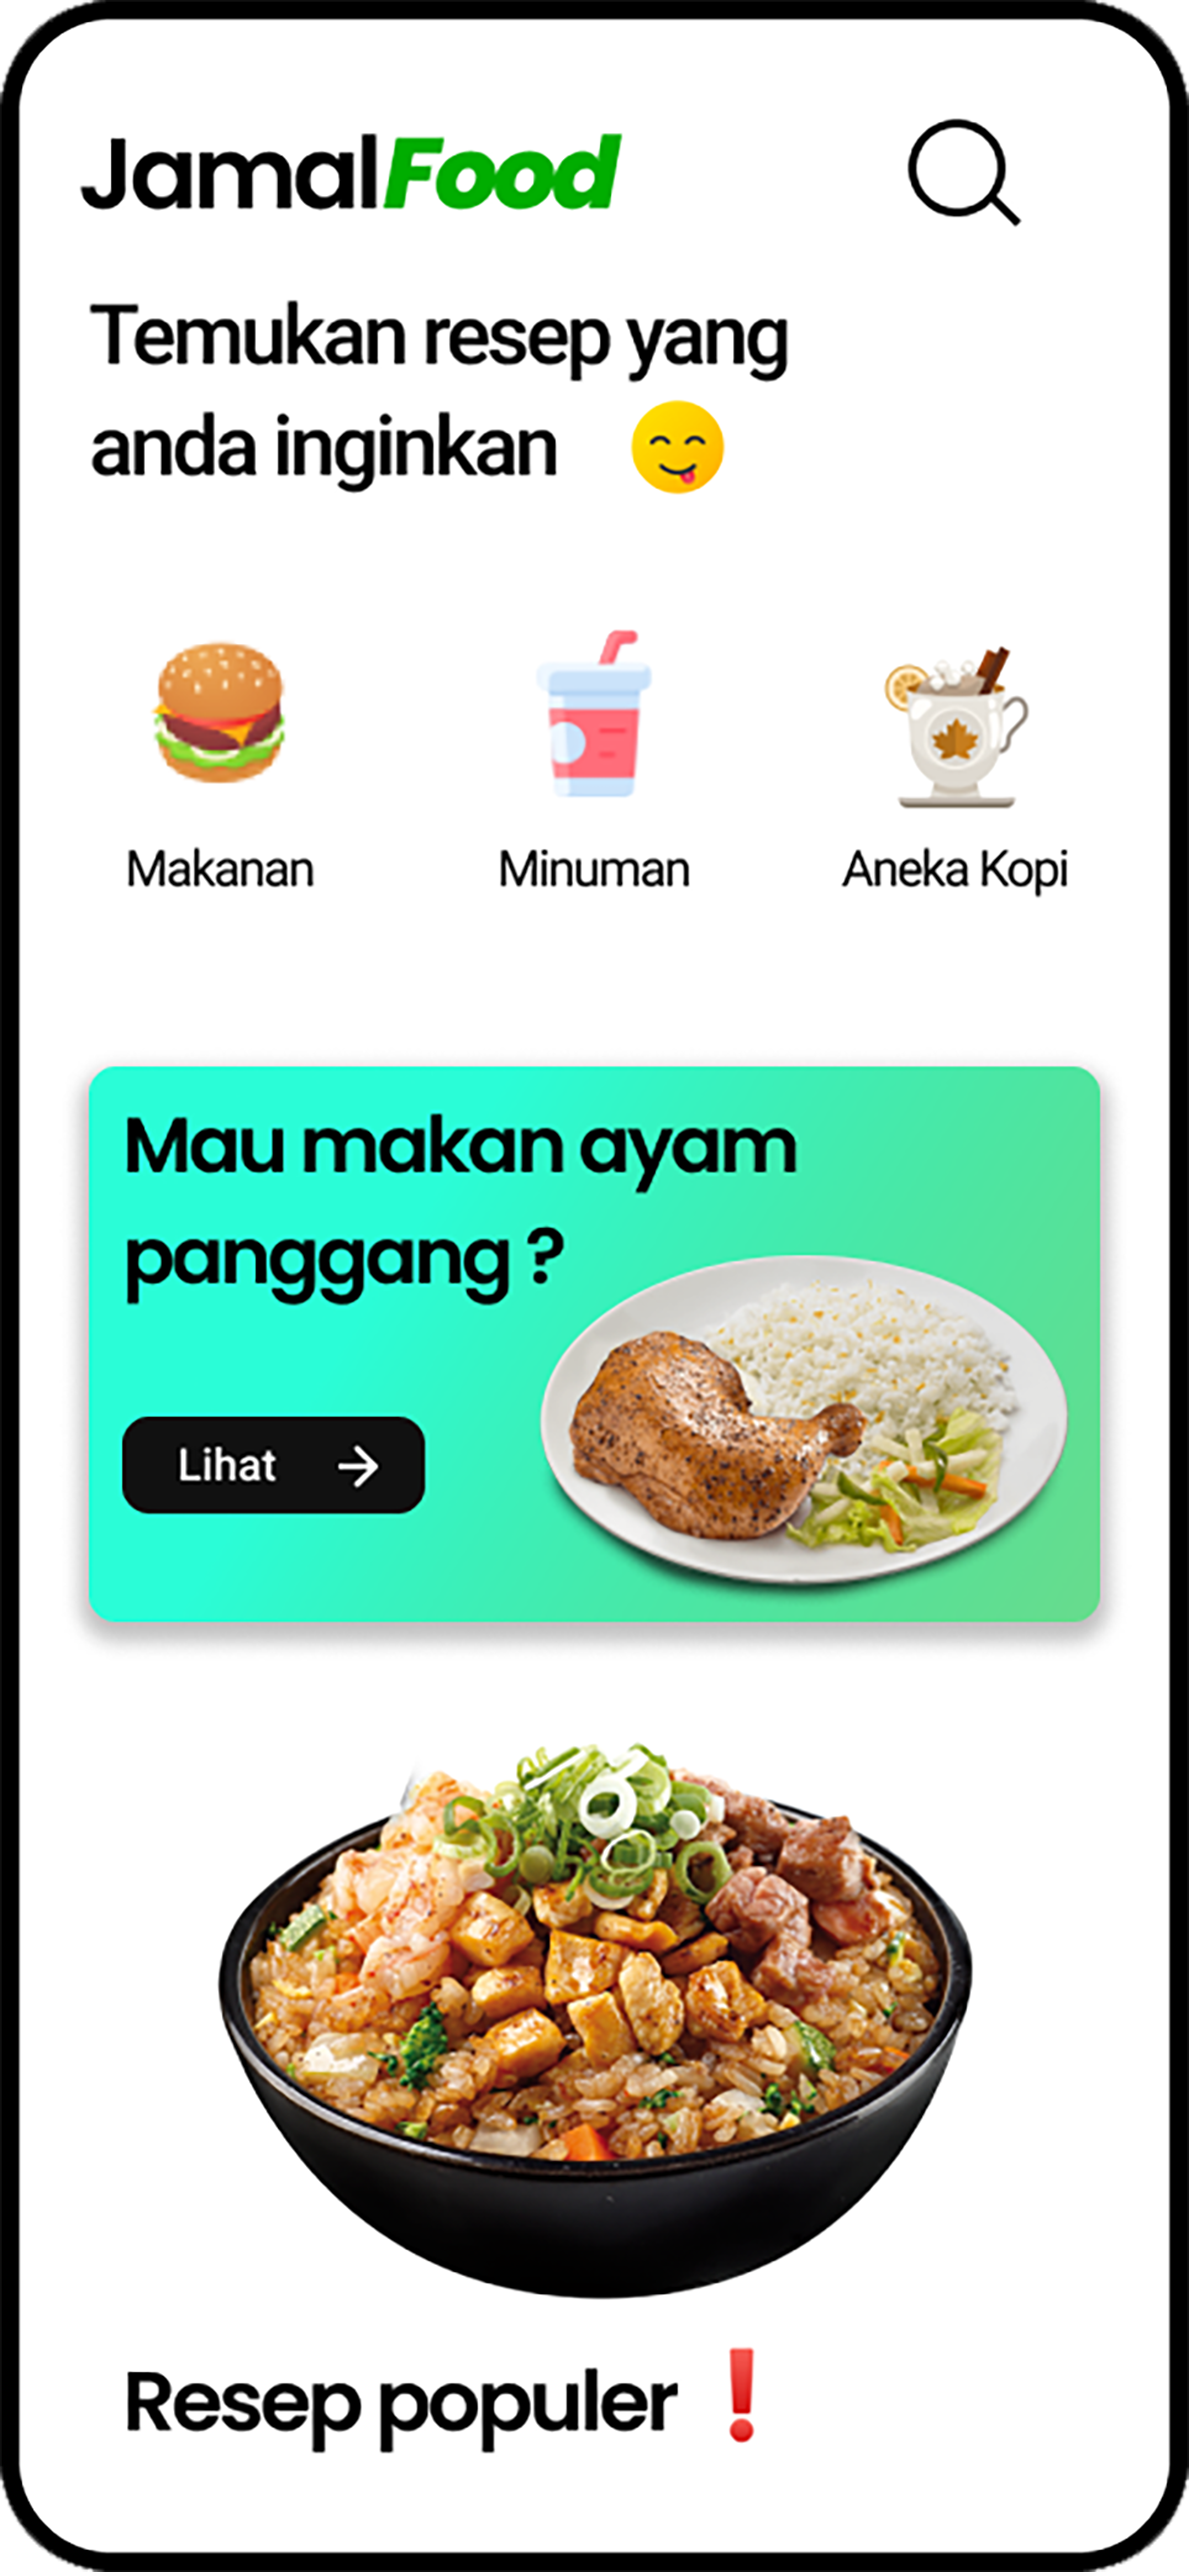 JamalFood
Temukan resep yang
anda inginkan 😋
Makanan
Minuman
Aneka Kopi
Mau makan ayam
panggang ?
Lihat →
Resep populer ❗